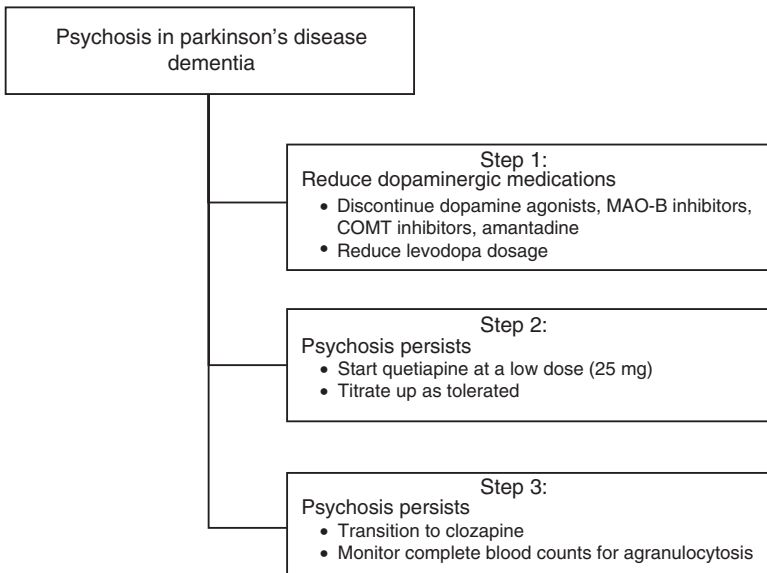 Psychosis in parkinson’s disease
dementia
Step 1:
Reduce dopaminergic medications
• Discontinue dopamine agonists, MAO-B inhibitors,
COMT inhibitors, amantadine
• Reduce levodopa dosage
Step 2:
Psychosis persists
• Start quetiapine at a low dose (25 mg)
• Titrate up as tolerated
Step 3:
Psychosis persists
• Transition to clozapine
• Monitor complete blood counts for agranulocytosis